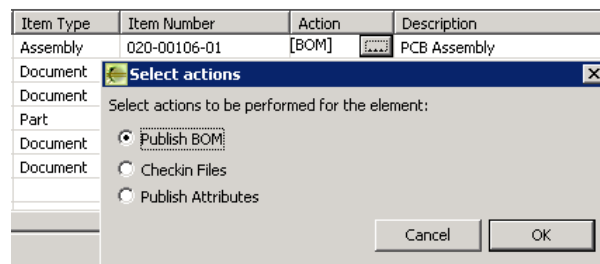 Item Type Item Number Action Description
Assembly 020-00106-01 [BOM] ... PCB Assembly
Document
Document
Part
Document
Document
Select actions
Select actions to be performed for the element:
Publish BOM
Checkin Files
Publish Attributes
Cancel OK